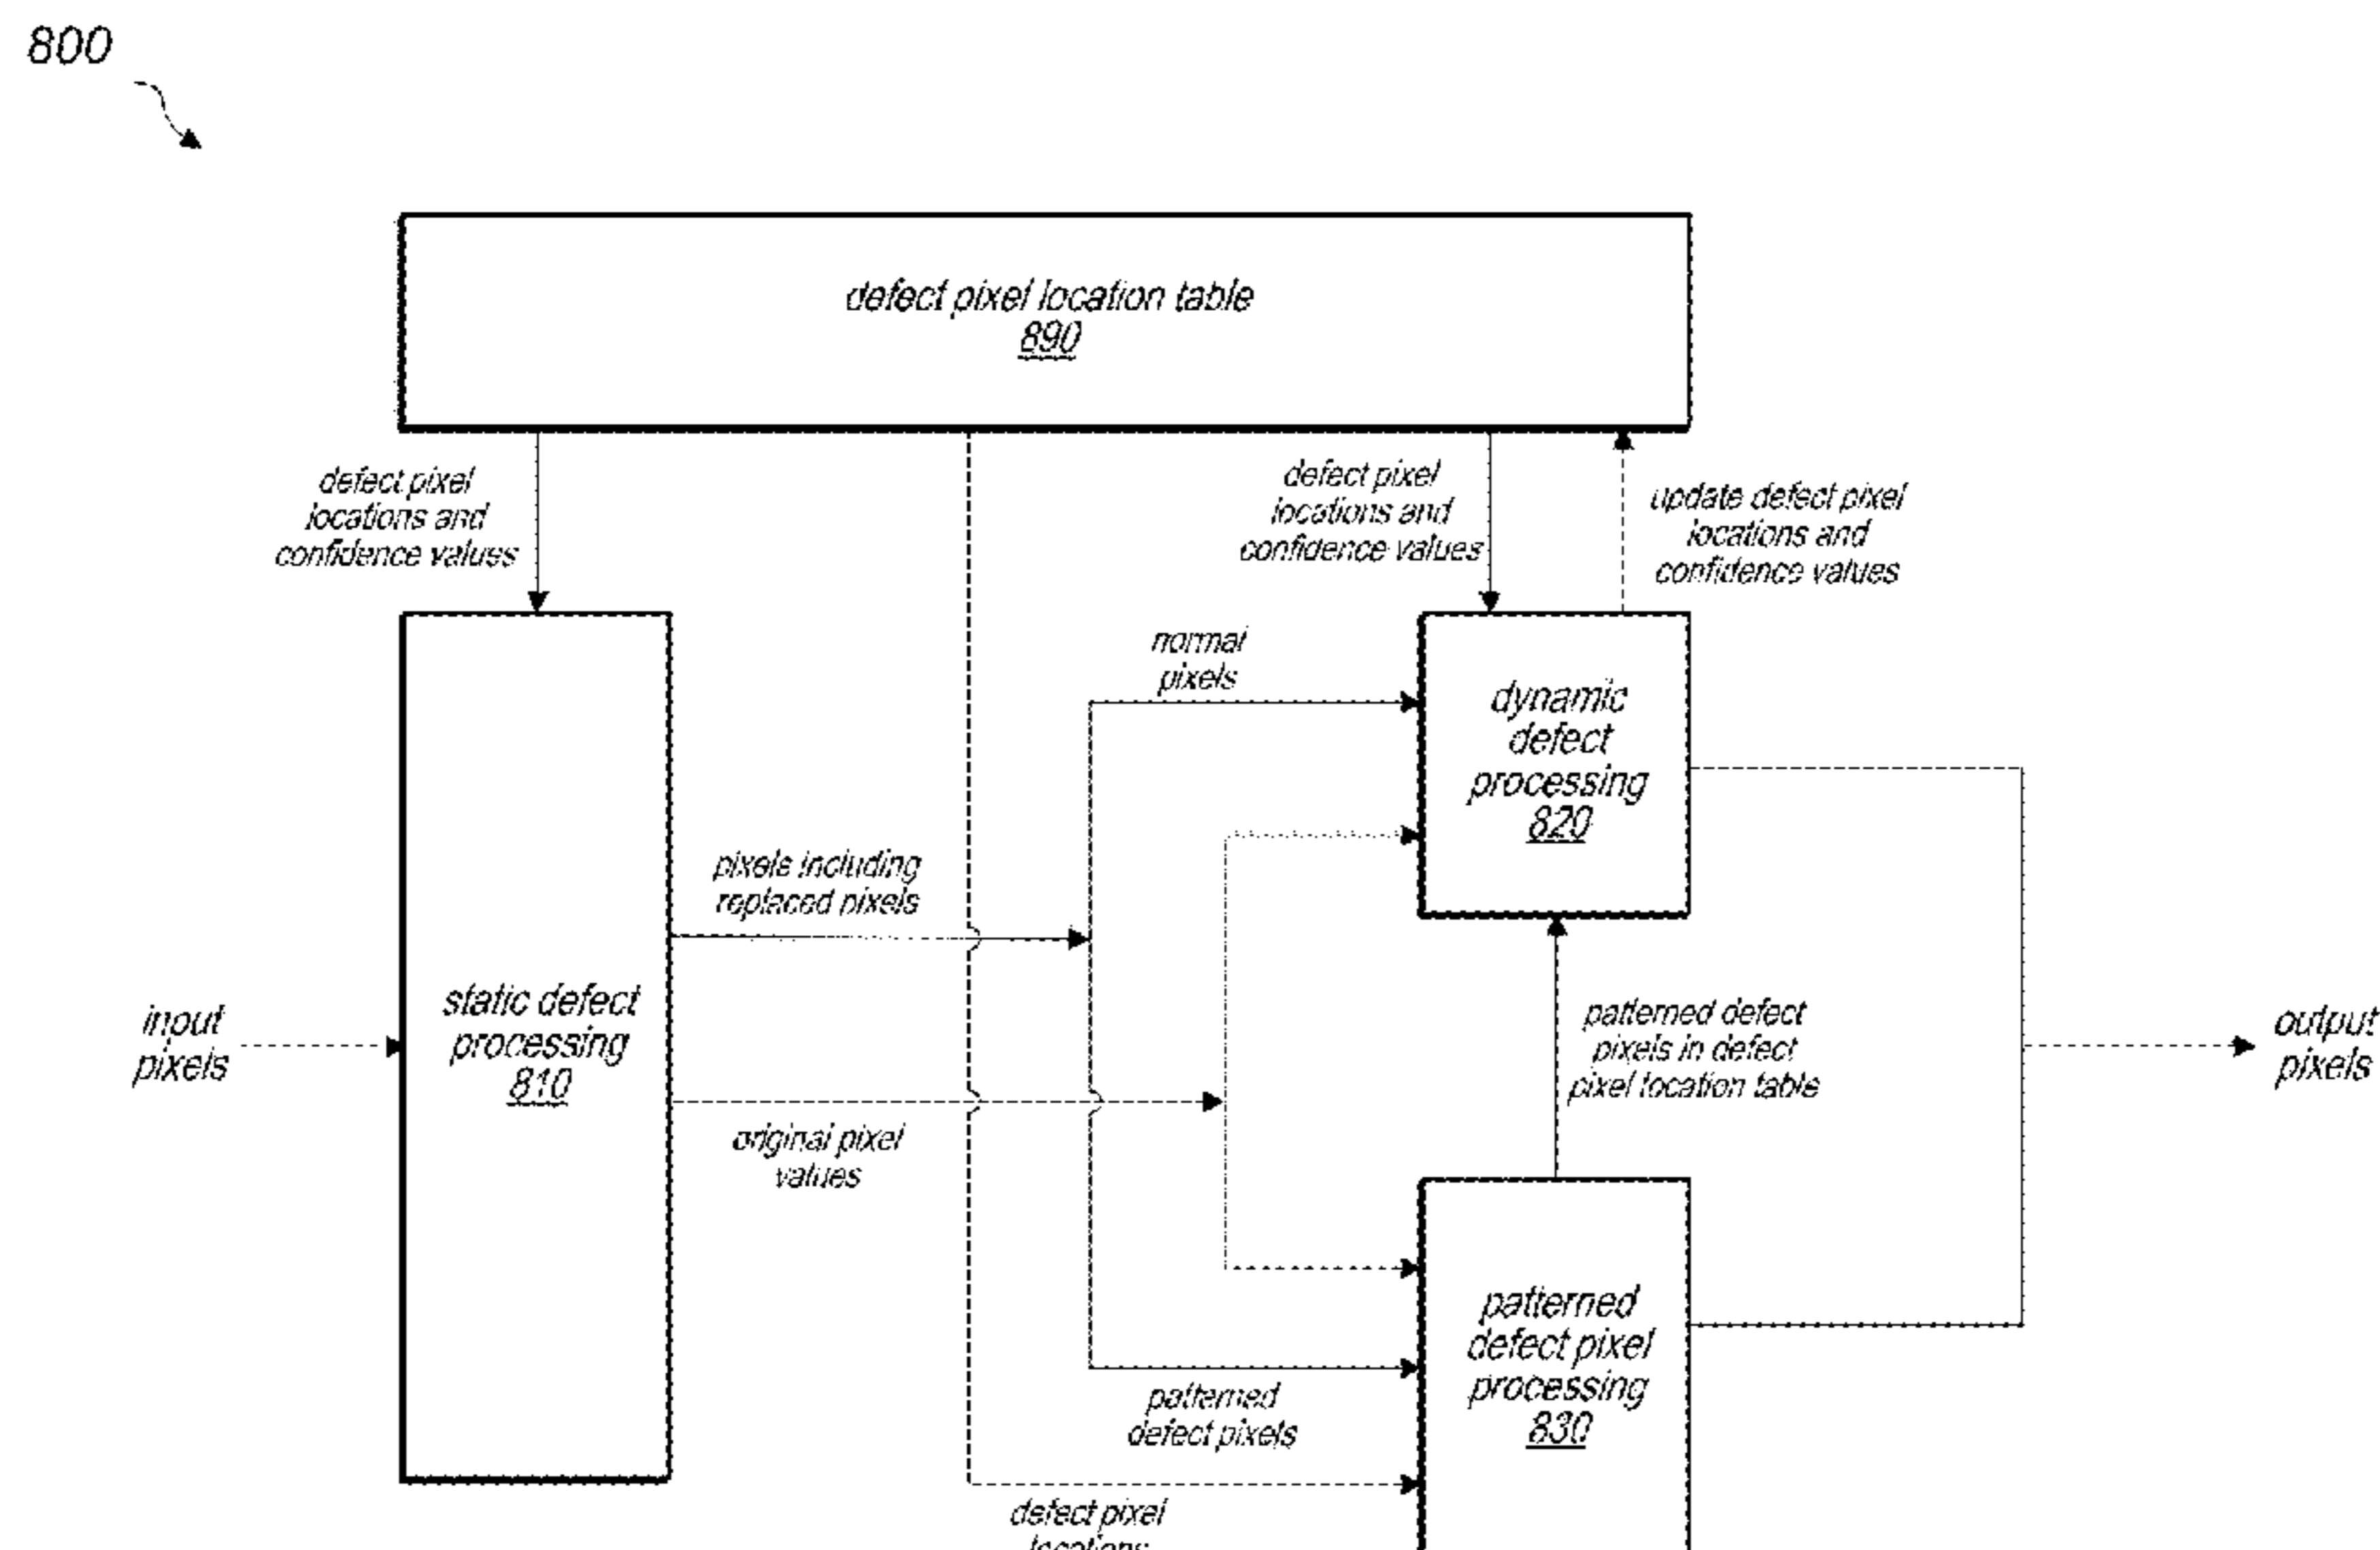 800
defect pixel location table
890
defect pixel
locations and
confidence values
defect pixel
locations and
confidence values
update defect pixel
locations and
confidence values
normal
pixels
dynamic
defect
processing
820
pixels including
replaced pixels
static defect
processing
810
input
pixels
original pixel
values
patterned defect
pixels in defect
pixel location table
output
pixels
patterned
defect pixel
processing
830
patterned
defect pixels
defect pixel
locations